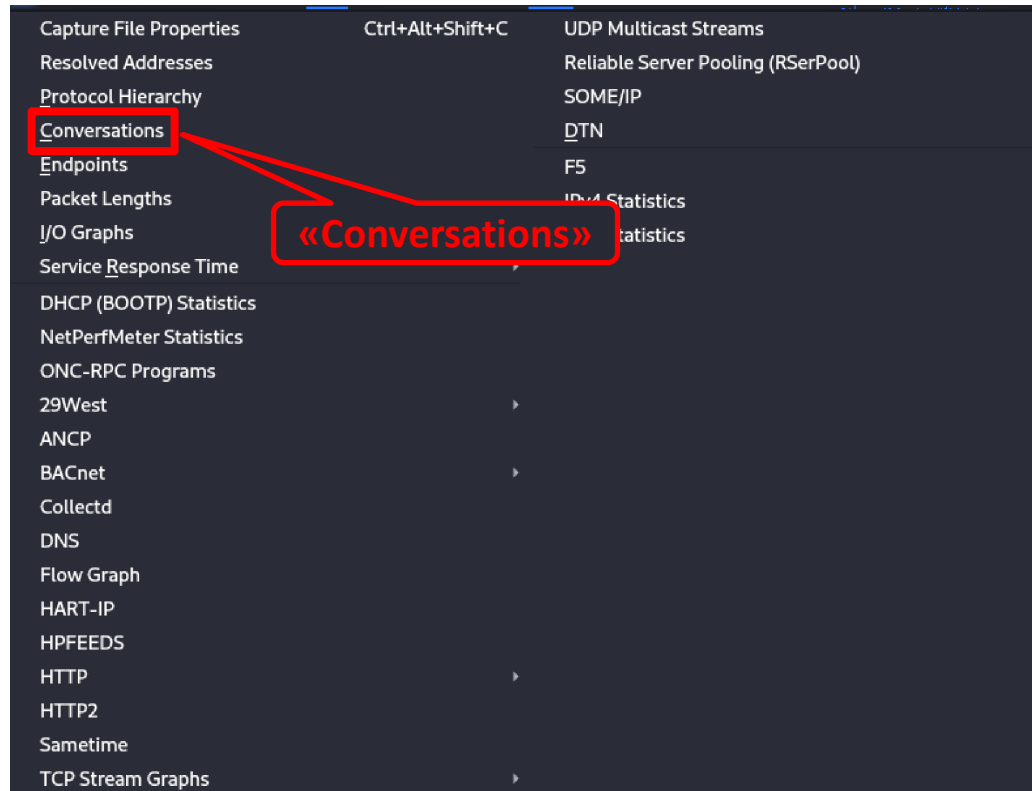 Capture File Properties Ctrl+Alt+Shift+C
Resolved Addresses
Protocol Hierarchy
Conversations
Endpoints
Packet Lengths
I/O Graphs
Service Response Time
DHCP (BOOTP) Statistics
NetPerfMeter Statistics
ONC-RPC Programs
29West
ANCP
BACnet
Collectd
DNS
Flow Graph
HART-IP
HPFEEDS
HTTP
HTTP2
Sametime
TCP Stream Graphs
UDP Multicast Streams
Reliable Server Pooling (RSerPool)
SOME/IP
DTN
F5
IPv4 Statistics
Statistics
«Conversations»